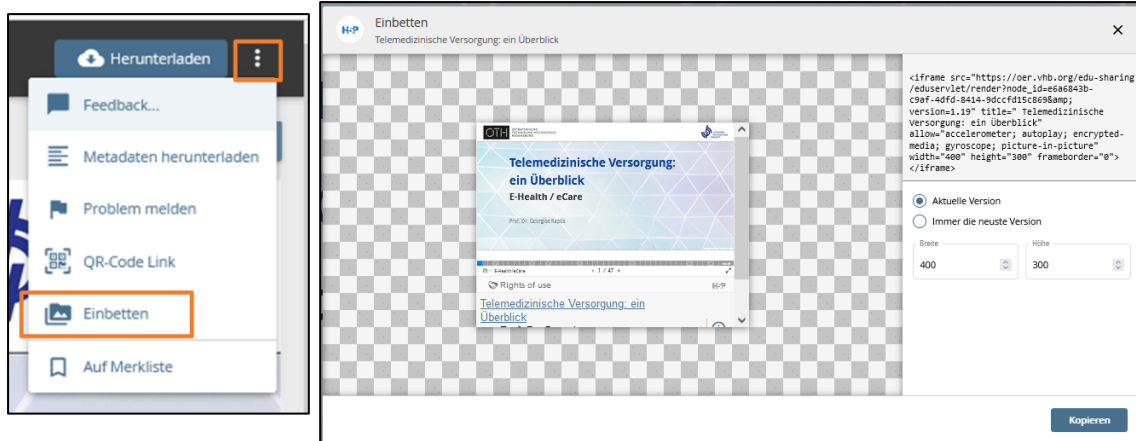 Herunterladen
Feedback...
Metadaten herunterladen
Problem melden
QR-Code Link
Einbetten
Auf Merkliste
H5P
Einbetten
Telemedizinische Versorgung: ein Überblick
OTH
Telemedizinische Versorgung:
ein Überblick
E-Health / eCare
Prof. Dr. Georgios Raptis
1 / 47
Rights of use
H5P
Telemedizinische Versorgung: ein
Überblick
<iframe src="https://oer.vhb.org/edu-sharing
/eduservlet/render?node_id=e6a6843b-
c9af-4dfd-8414-9dccfd15c869&amp;
version=1.19" title=" Telemedizinische
Versorgung: ein Überblick"
allow="accelerometer; autoplay; encrypted-
media; gyroscope; picture-in-picture"
width="400" height="300" frameborder="0">
</iframe>
Aktuelle Version
Immer die neuste Version
Breite
Höhe
400
300
Kopieren